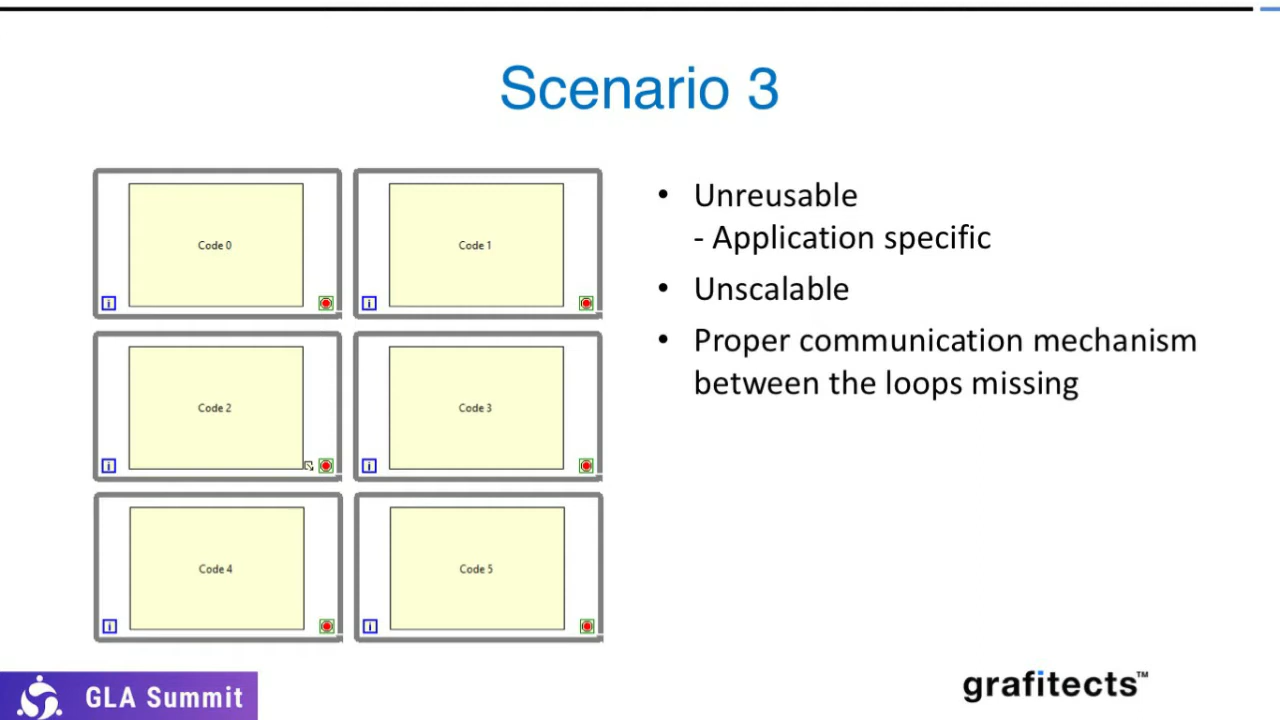 Scenario 3
Code 0
Code 1
i
i
Code 2
Code 3
i
i
Code 4
Code 5
i
i
• Unreusable
- Application specific
• Unscalable
• Proper communication mechanism
between the loops missing
GLA Summit
grafitects™